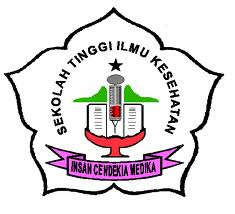 SEKOLAH TINGGI ILMU KESEHATAN
INSAN CENDEKIA MEDIKA